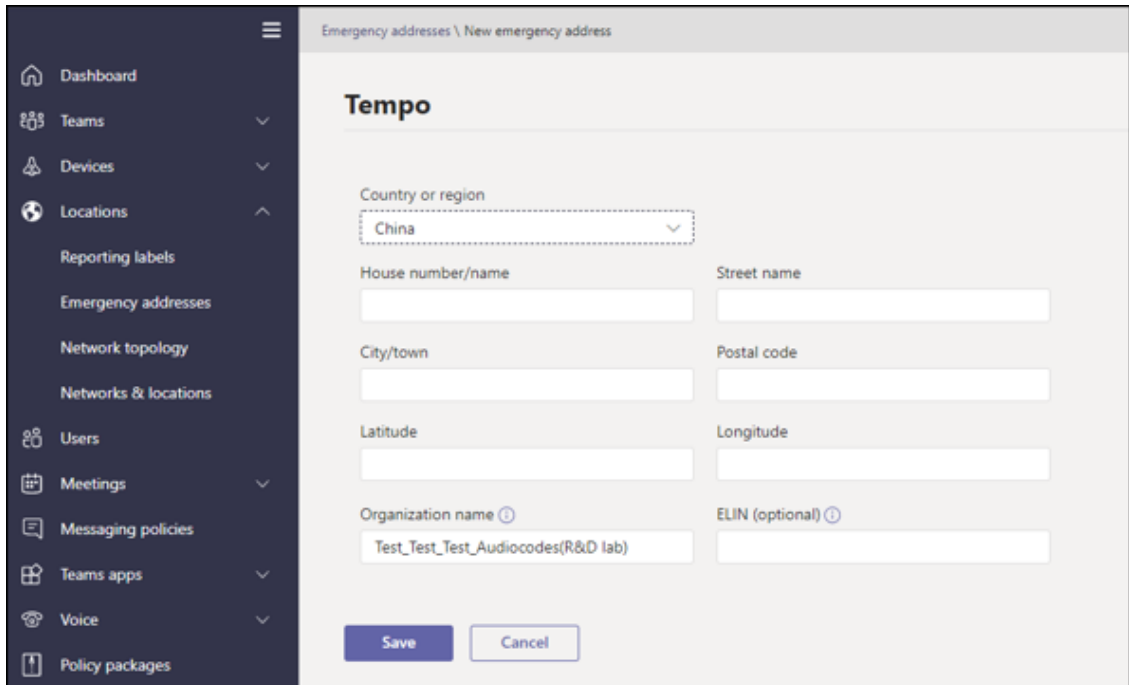 Dashboard
Teams
Devices
Locations
Reporting labels
Emergency addresses
Network topology
Networks & locations
Users
Meetings
Messaging policies
Teams apps
Voice
Policy packages
Emergency addresses \ New emergency address
Tempo
Country or region
China
House number/name Street name
City/town Postal code
Latitude Longitude
Organization name ELIN (optional)
Test_Test_Test_Audiocodes(R&D lab)
Save Cancel